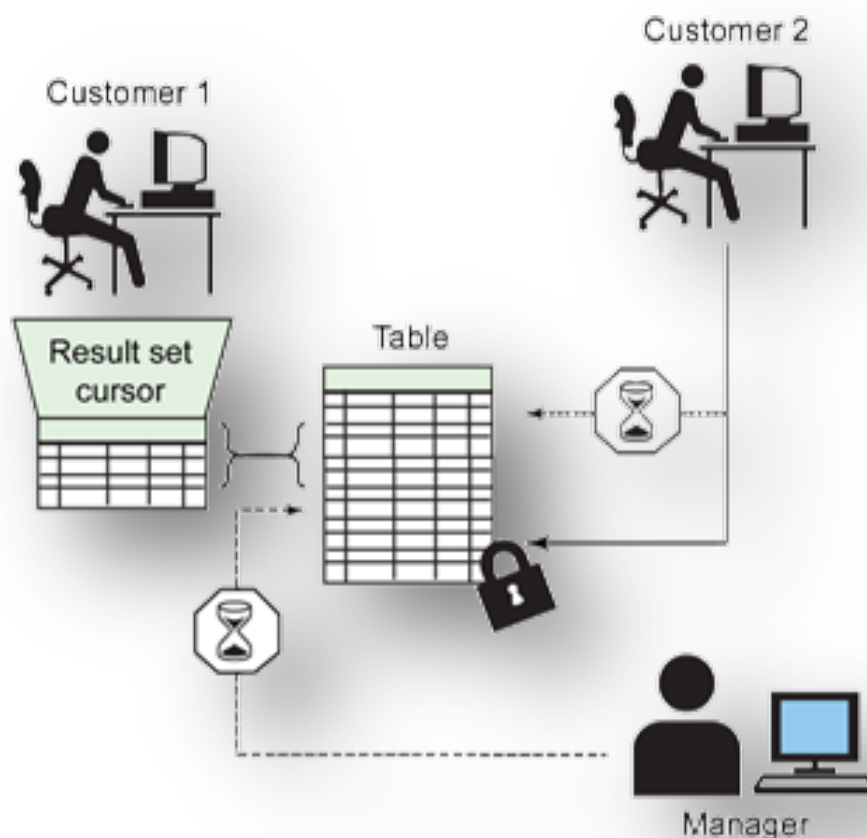 Customer 2
Customer 1
Result set
cursor
Table
Manager